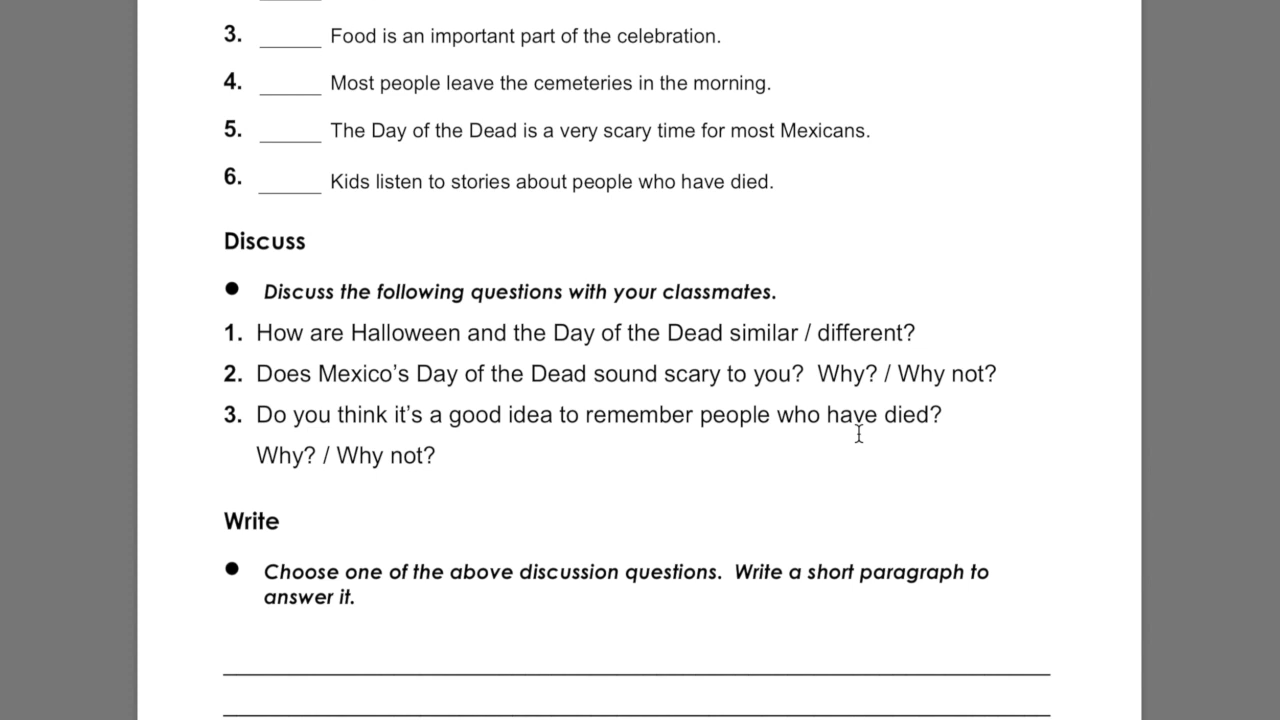 3. ______ Food is an important part of the celebration.
4. ______ Most people leave the cemeteries in the morning.
5. ______ The Day of the Dead is a very scary time for most Mexicans.
6. ______ Kids listen to stories about people who have died.
Discuss
● Discuss the following questions with your classmates.
1. How are Halloween and the Day of the Dead similar / different?
2. Does Mexico’s Day of the Dead sound scary to you?  Why? / Why not?
3. Do you think it’s a good idea to remember people who have died?
Why? / Why not?
Write
● Choose one of the above discussion questions.  Write a short paragraph to
answer it.